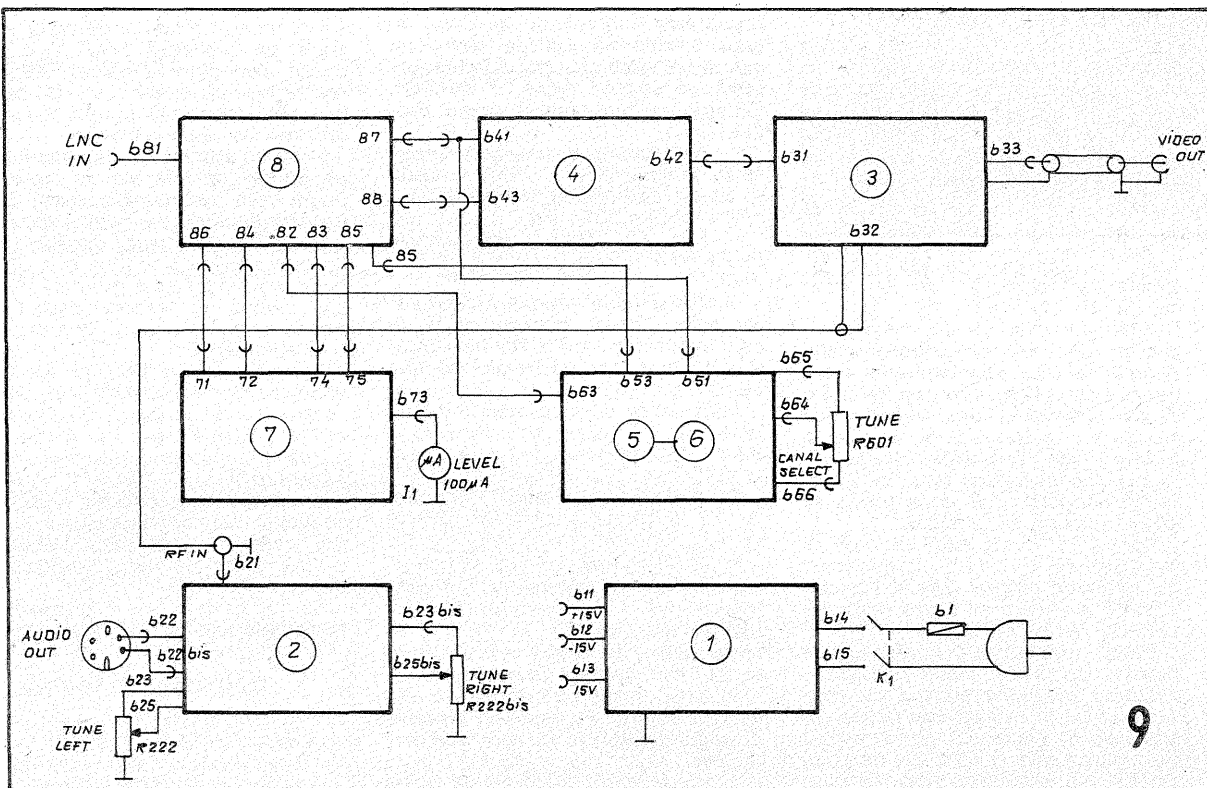 LNC
IN
b81
87
b41
b42
b31
b33
VIDEO
OUT
8
4
3
88
b43
86 84 .82 83 85
b32
85
71 72 74 75
b63
b53 b51
b65
b73
b64
TUNE
R501
7
µA
LEVEL
100µA
I1
5
6
CANAL
SELECT
b66
RF IN
b21
b22
b22 bis
b23
b25
AUDIO
OUT
2
b23 bis
b25bis
TUNE
RIGHT
R222bis
TUNE
LEFT
R222
b11
+15V
b12
-15V
b13
15V
1
b14
b15
K1
b1
9